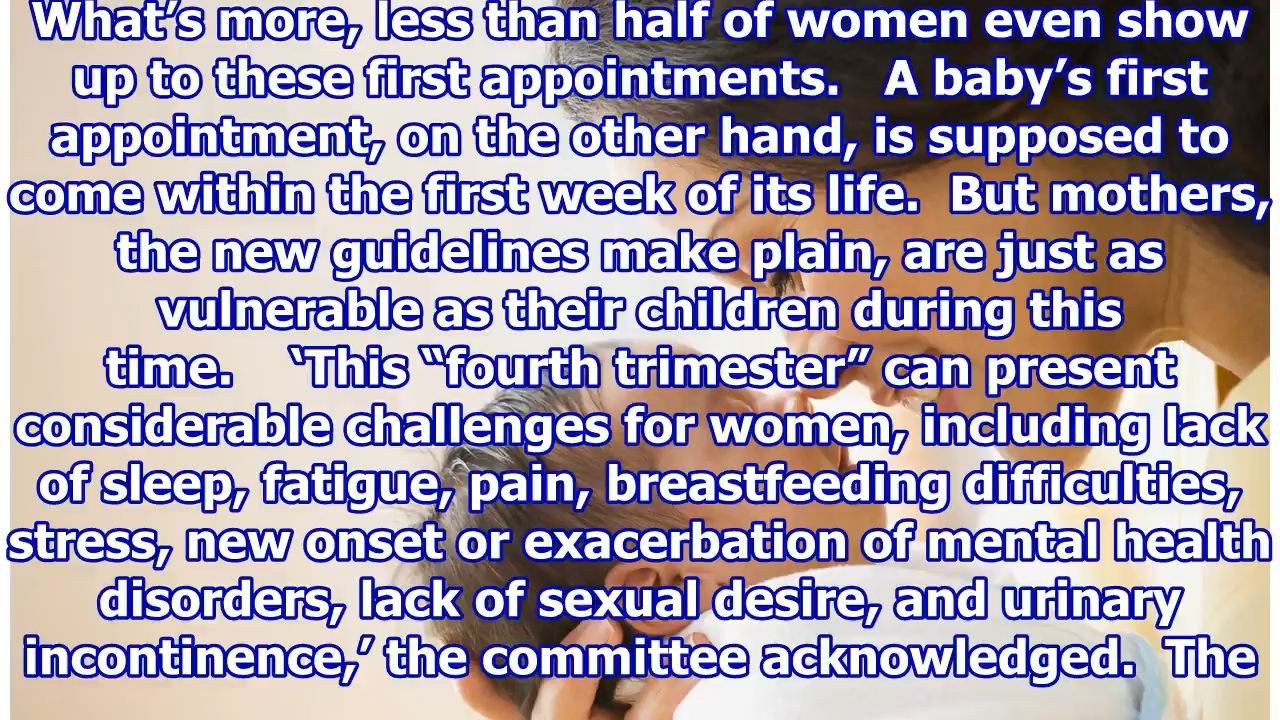 What’s more, less than half of women even show
up to these first appointments.   A baby’s first
appointment, on the other hand, is supposed to
come within the first week of its life.  But mothers,
the new guidelines make plain, are just as
vulnerable as their children during this
time.    ‘This “fourth trimester” can present
considerable challenges for women, including lack
of sleep, fatigue, pain, breastfeeding difficulties,
stress, new onset or exacerbation of mental health
disorders, lack of sexual desire, and urinary
incontinence,’ the committee acknowledged.  The